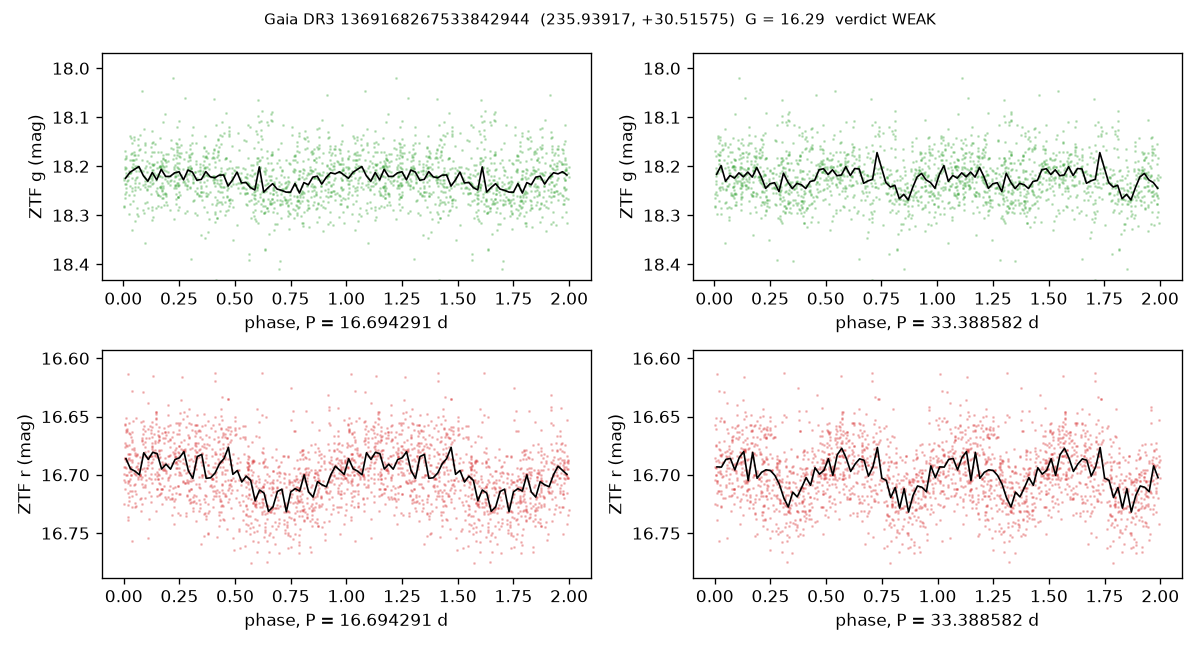 Gaia DR3 1369168267533842944 (235.93917, +30.51575) G = 16.29 verdict WEAK
18.0
18.1
18.2
18.3
18.4
ZTF g (mag)
0.00 0.25 0.50 0.75 1.00 1.25 1.50 1.75 2.00
phase, P = 16.694291 d
18.0
18.1
18.2
18.3
18.4
ZTF g (mag)
0.00 0.25 0.50 0.75 1.00 1.25 1.50 1.75 2.00
phase, P = 33.388582 d
16.60
16.65
16.70
16.75
ZTF r (mag)
0.00 0.25 0.50 0.75 1.00 1.25 1.50 1.75 2.00
phase, P = 16.694291 d
16.60
16.65
16.70
16.75
ZTF r (mag)
0.00 0.25 0.50 0.75 1.00 1.25 1.50 1.75 2.00
phase, P = 33.388582 d